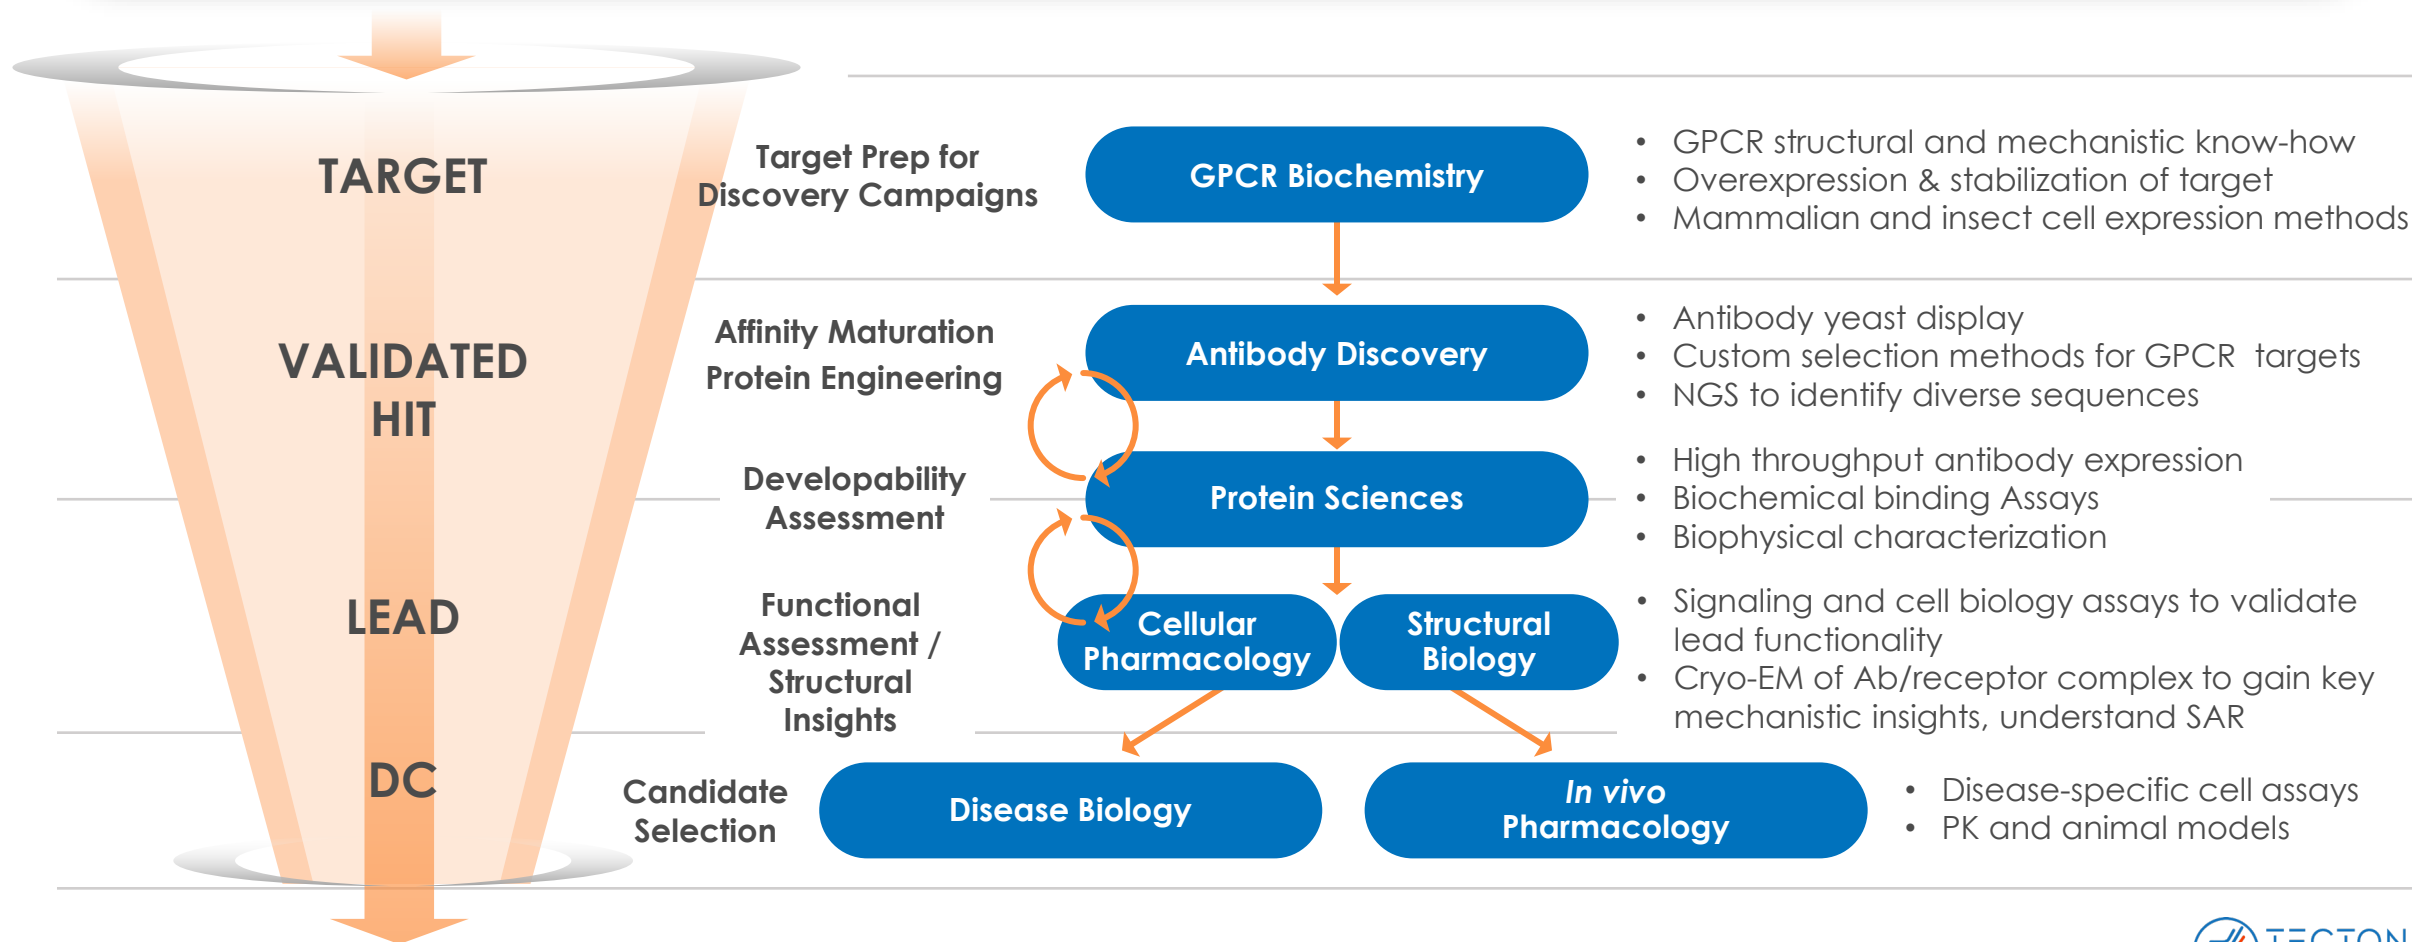 TARGET
Target Prep for
Discovery Campaigns
GPCR Biochemistry
• GPCR structural and mechanistic know-how
• Overexpression & stabilization of target
• Mammalian and insect cell expression methods
VALIDATED
HIT
Affinity Maturation
Protein Engineering
Antibody Discovery
• Antibody yeast display
• Custom selection methods for GPCR targets
• NGS to identify diverse sequences
Developability
Assessment
Protein Sciences
• High throughput antibody expression
• Biochemical binding Assays
• Biophysical characterization
LEAD
Functional
Assessment /
Structural
Insights
Cellular
Pharmacology
Structural
Biology
• Signaling and cell biology assays to validate
lead functionality
• Cryo-EM of Ab/receptor complex to gain key
mechanistic insights, understand SAR
DC
Candidate
Selection
Disease Biology
In vivo
Pharmacology
• Disease-specific cell assays
• PK and animal models